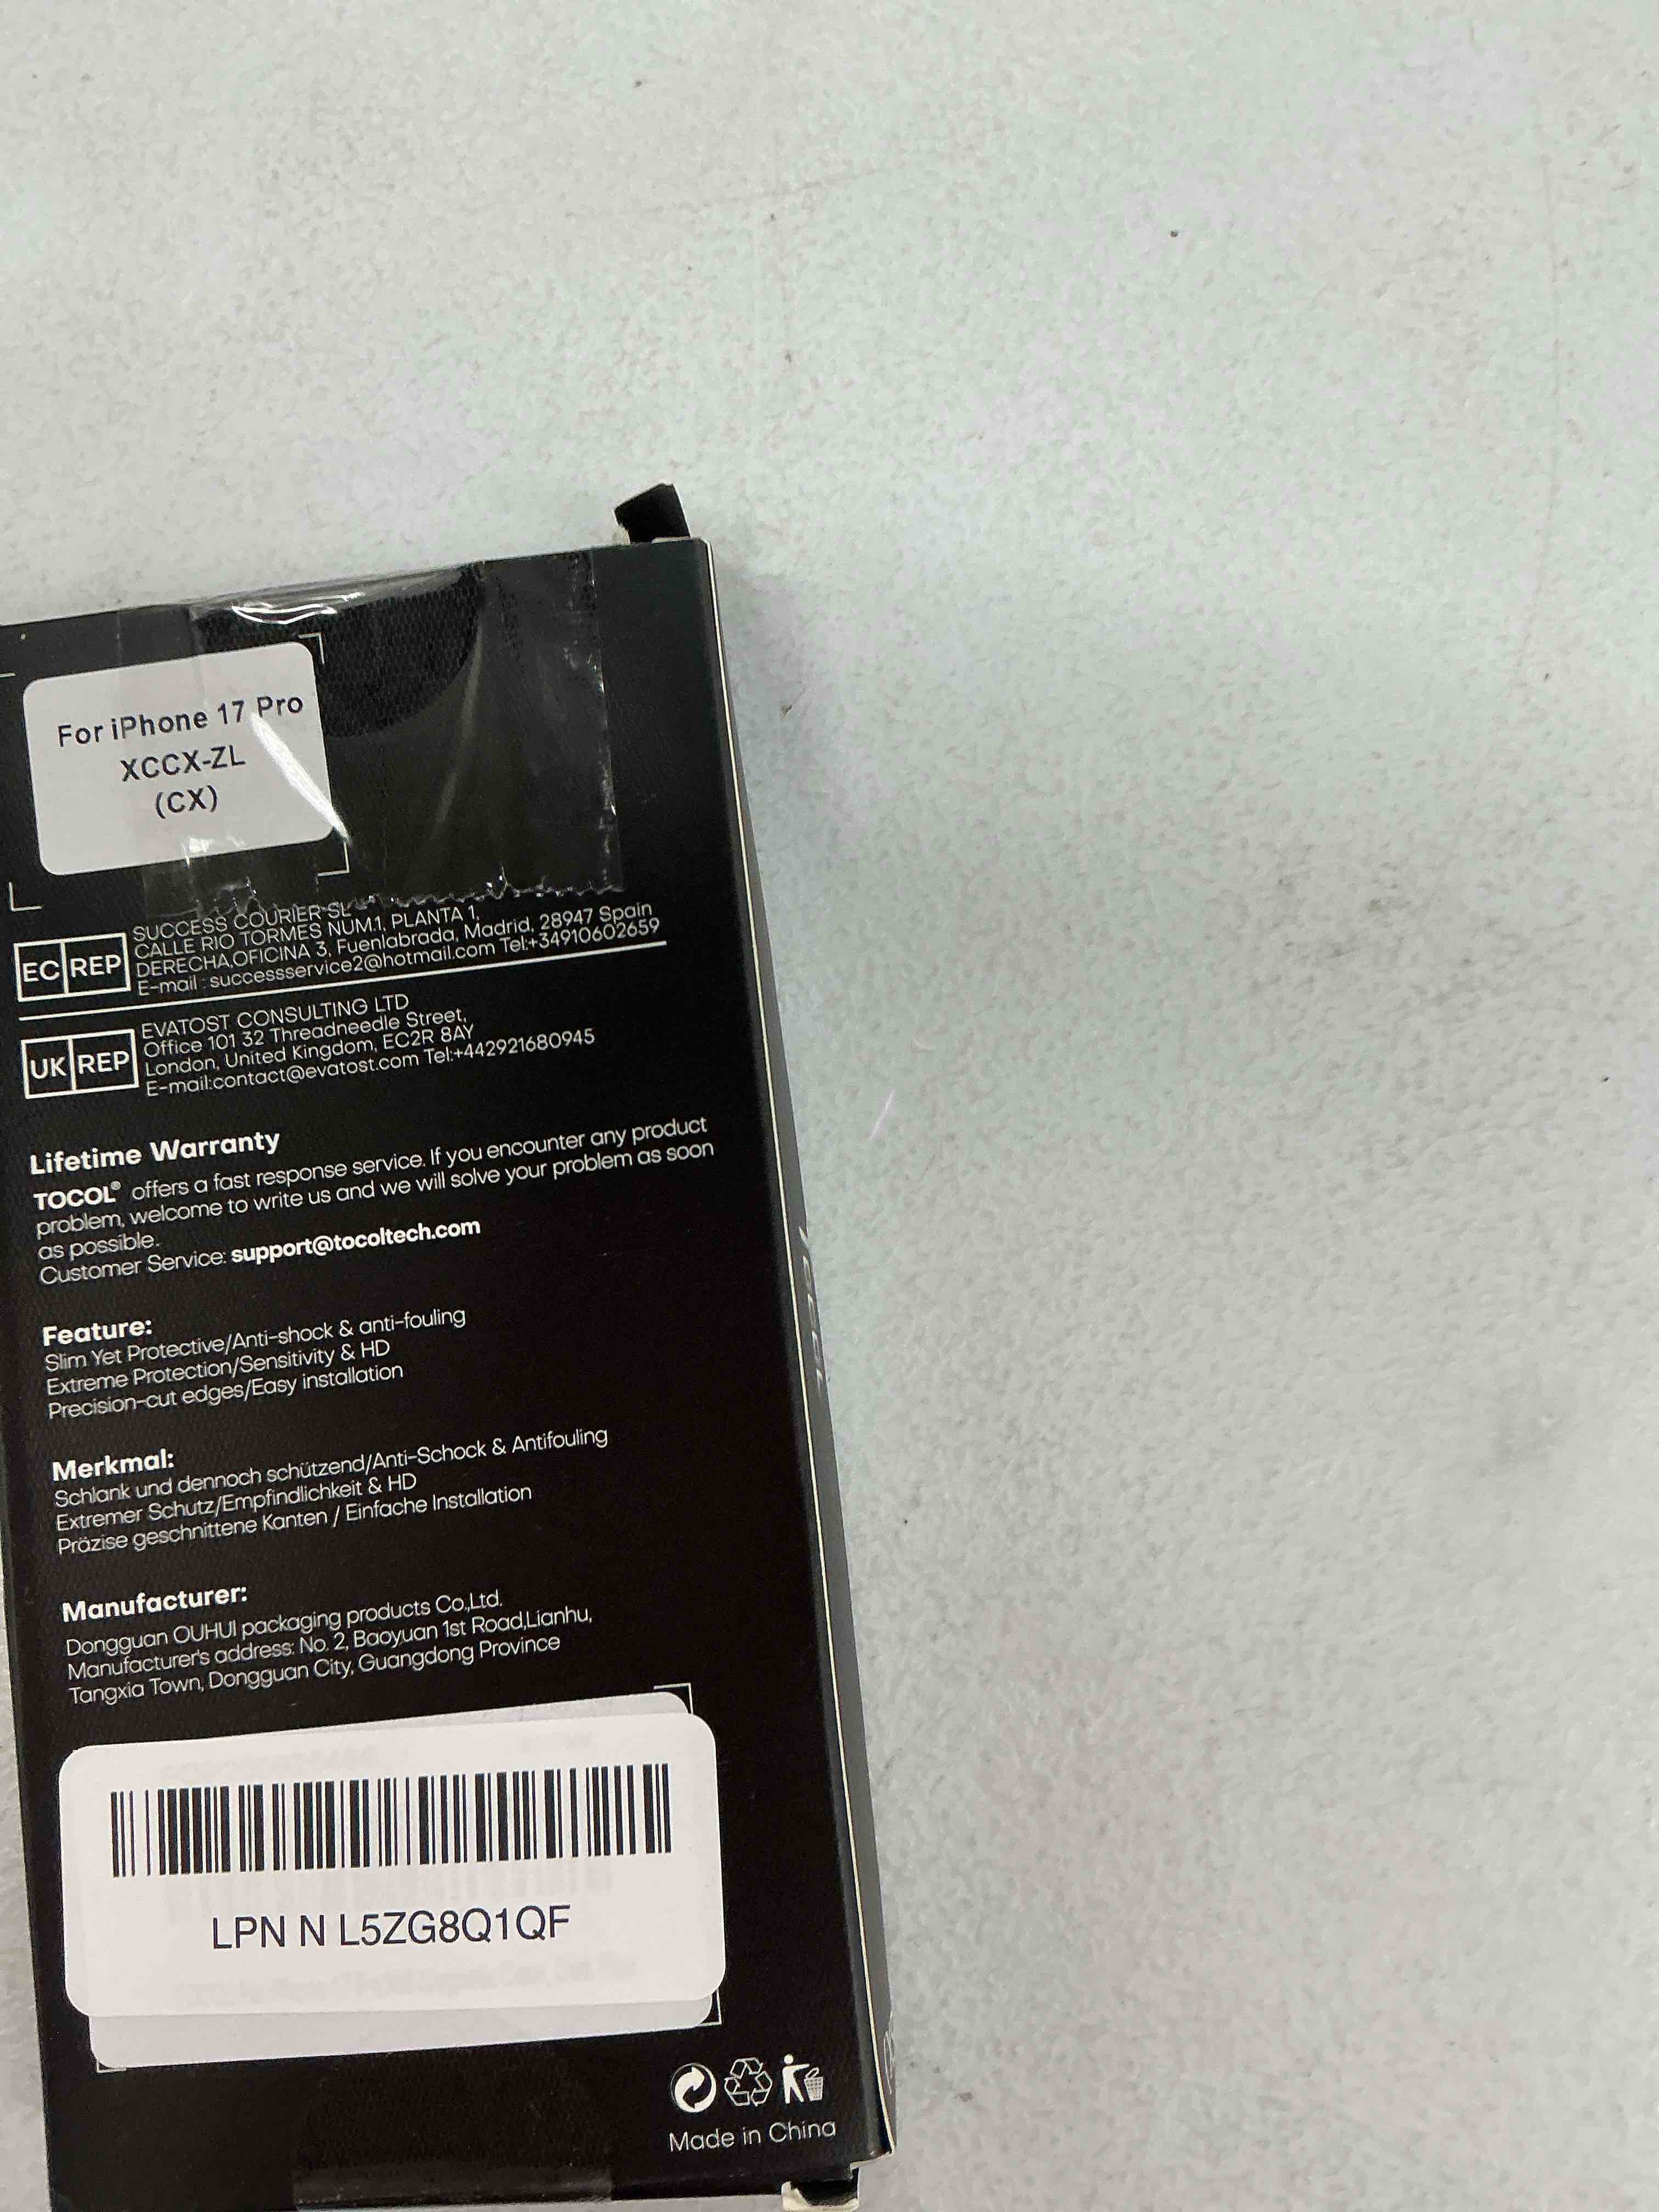 For iPhone 17 Pro
XCCX-ZL
(CX)
EC REP
SUCCESS COURIER SL
CALLE RIO TORMES NUM.1, PLANTA 1,
DERECHA,OFICINA 3, Fuenlabrada, Madrid, 28947 Spain
E-mail : successservice2@hotmail.com Tel:+34910602659
UK REP
EVATOST CONSULTING LTD
Office 101 32 Threadneedle Street,
London, United Kingdom, EC2R 8AY
E-mail:contact@evatost.com Tel:+442921680945
Lifetime Warranty
TOCOL® offers a fast response service. If you encounter any product
problem, welcome to write us and we will solve your problem as soon
as possible.
Customer Service: support@tocoltech.com
Feature:
Slim Yet Protective/Anti-shock & anti-fouling
Extreme Protection/Sensitivity & HD
Precision-cut edges/Easy installation
Merkmal:
Schlank und dennoch schützend/Anti-Schock & Antifouling
Extremer Schutz/Empfindlichkeit & HD
Präzise geschnittene Kanten / Einfache Installation
Manufacturer:
Dongguan OUHUI packaging products Co.,Ltd.
Manufacturer's address: No. 2, Baoyuan 1st Road,Lianhu,
Tangxia Town, Dongguan City, Guangdong Province
LPN N L5ZG8Q1QF
Made in China